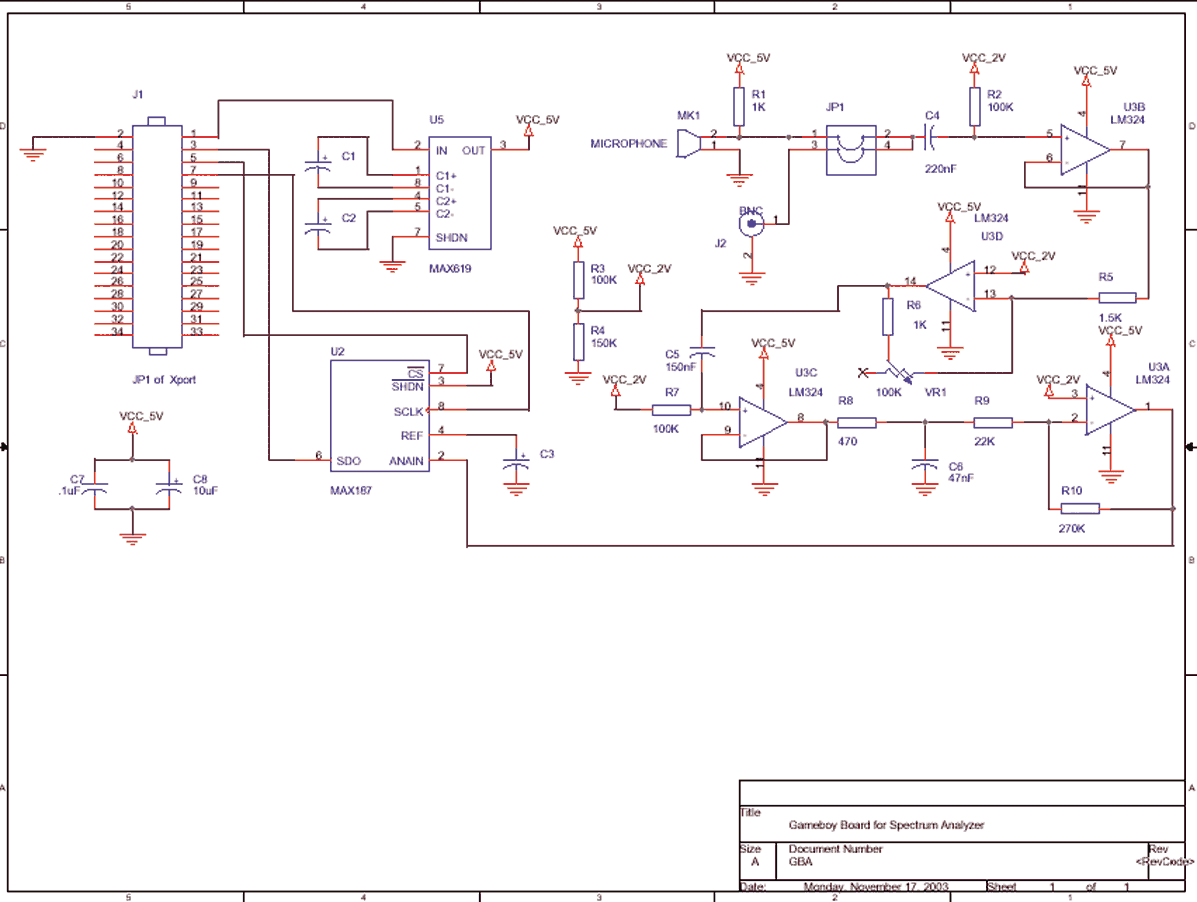 5 4 3 2 1
D D
J1
2 1
4 3
6 5
8 7
10 9
12 11
14 13
16 15
18 17
20 19
22 21
24 23
26 25
28 27
30 29
32 31
34 33
JP1 of Xport
U5
VCC_5V
2 IN OUT 3
1 C1+
8 C1-
4 C2+
5 C2-
7 SHDN
MAX619
+ C1
+ C2
VCC_5V
R1
1K
MK1
MICROPHONE
2
1
JP1
1 2
3 4
C4
220nF
VCC_2V
R2
100K
VCC_5V
U3B
LM324
4
5 +
6 -
7
11
BNC
1
J2
2
VCC_5V
R3
100K
VCC_2V
R4
150K
VCC_5V
LM324
U3D
4
VCC_2V
14 + 12
- 13
11
R5
1.5K
R6
1K
100K VR1
C C
U2
VCC_5V
CS 7
SHDN 3
SCLK 8
REF 4
6 SDO ANAIN 2
MAX187
+ C3
C5
150nF
VCC_5V
U3C
LM324
4
VCC_2V
R7
100K
10 +
9 -
8
11
R8
470
C6
47nF
R9
22K
VCC_5V
U3A
LM324
4
VCC_2V
3 +
2 -
1
11
R10
270K
VCC_5V
C7
.1uF
+ C8
10uF
B B
A A
Title
Gameboy Board for Spectrum Analyzer
Size Document Number Rev
A GBA <RevCode>
Date: Monday, November 17, 2003 Sheet 1 of 1
5 4 3 2 1